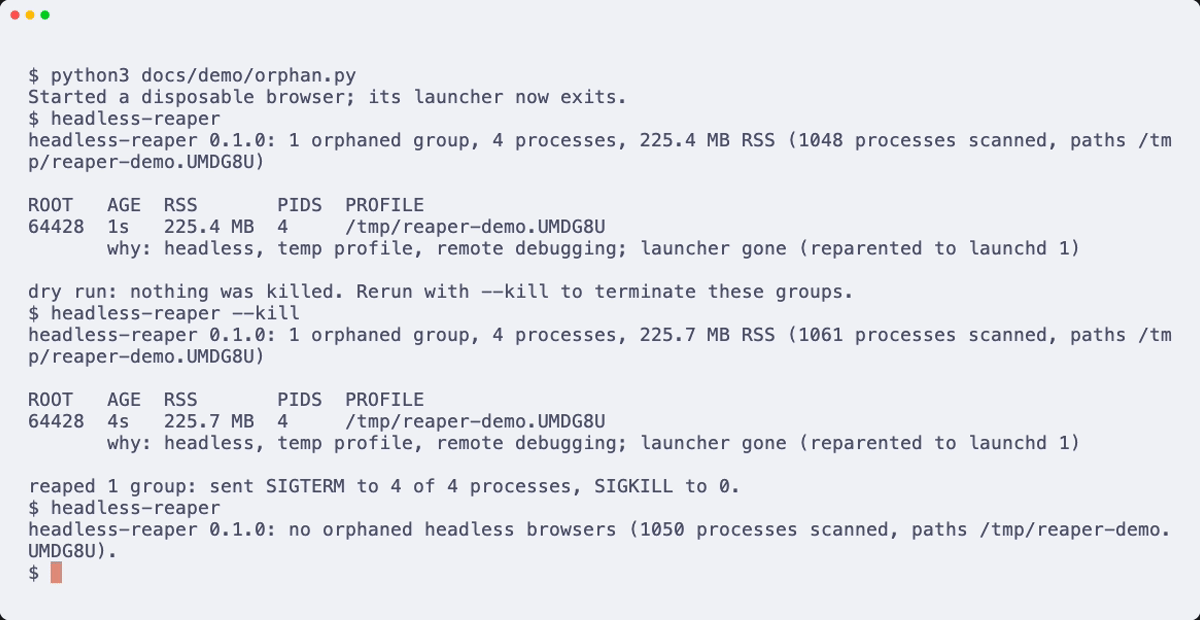 $ python3 docs/demo/orphan.py
Started a disposable browser; its launcher now exits.
$ headless-reaper
headless-reaper 0.1.0: 1 orphaned group, 4 processes, 225.4 MB RSS (1048 processes scanned, paths /tm
p/reaper-demo.UMDG8U)
ROOT   AGE  RSS       PIDS  PROFILE
64428  1s   225.4 MB  4     /tmp/reaper-demo.UMDG8U
       why: headless, temp profile, remote debugging; launcher gone (reparented to launchd 1)
dry run: nothing was killed. Rerun with --kill to terminate these groups.
$ headless-reaper --kill
headless-reaper 0.1.0: 1 orphaned group, 4 processes, 225.7 MB RSS (1061 processes scanned, paths /tm
p/reaper-demo.UMDG8U)
ROOT   AGE  RSS       PIDS  PROFILE
64428  4s   225.7 MB  4     /tmp/reaper-demo.UMDG8U
       why: headless, temp profile, remote debugging; launcher gone (reparented to launchd 1)
reaped 1 group: sent SIGTERM to 4 of 4 processes, SIGKILL to 0.
$ headless-reaper
headless-reaper 0.1.0: no orphaned headless browsers (1050 processes scanned, paths /tmp/reaper-demo.
UMDG8U).
$